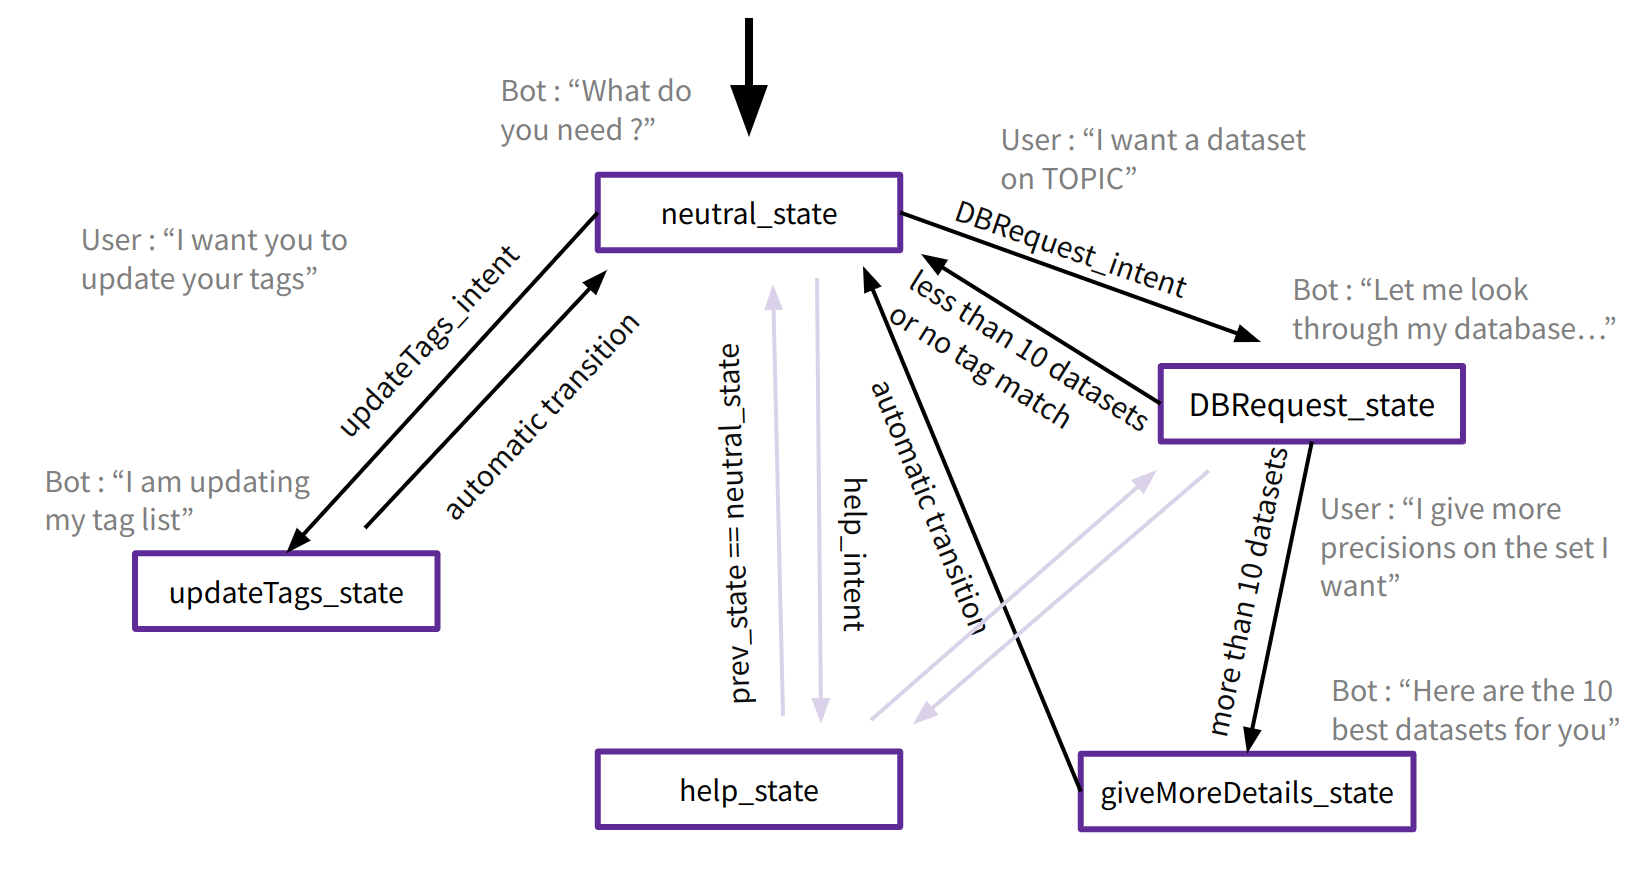 Bot : “What do
you need ?”
User : “I want a dataset
on TOPIC”
neutral_state
DBRequest_intent
User : “I want you to
update your tags”
updateTags_intent
less than 10 datasets
or no tag match
Bot : “Let me look
through my database...”
automatic transition
prev_state == neutral_state
help_intent
automatic transition
DBRequest_state
Bot : “I am updating
my tag list”
more than 10 datasets
User : “I give more
precisions on the set I
want”
updateTags_state
Bot : “Here are the 10
best datasets for you”
help_state
giveMoreDetails_state